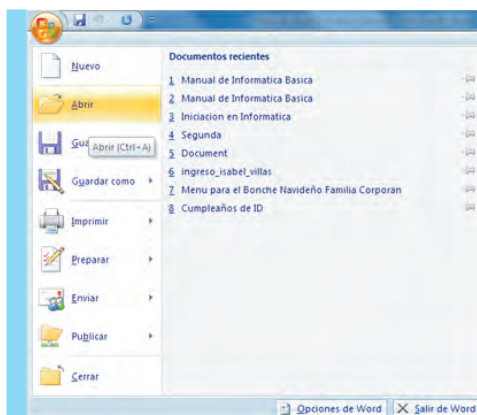 Nuevo
Abrir
Abrir (Ctrl+A)
Guardar como
Imprimir
Preparar
Enviar
Publicar
Cerrar
Documentos recientes
1 Manual de Informatica Basica
2 Manual de Informatica Basica
3 Iniciacion en Informatica
4 Segunda
5 Document
6 ingreso_isabel_villas
7 Menu para el Bonche Navideño Familia Corporan
8 Cumpleaños de ID
Opciones de Word
Salir de Word